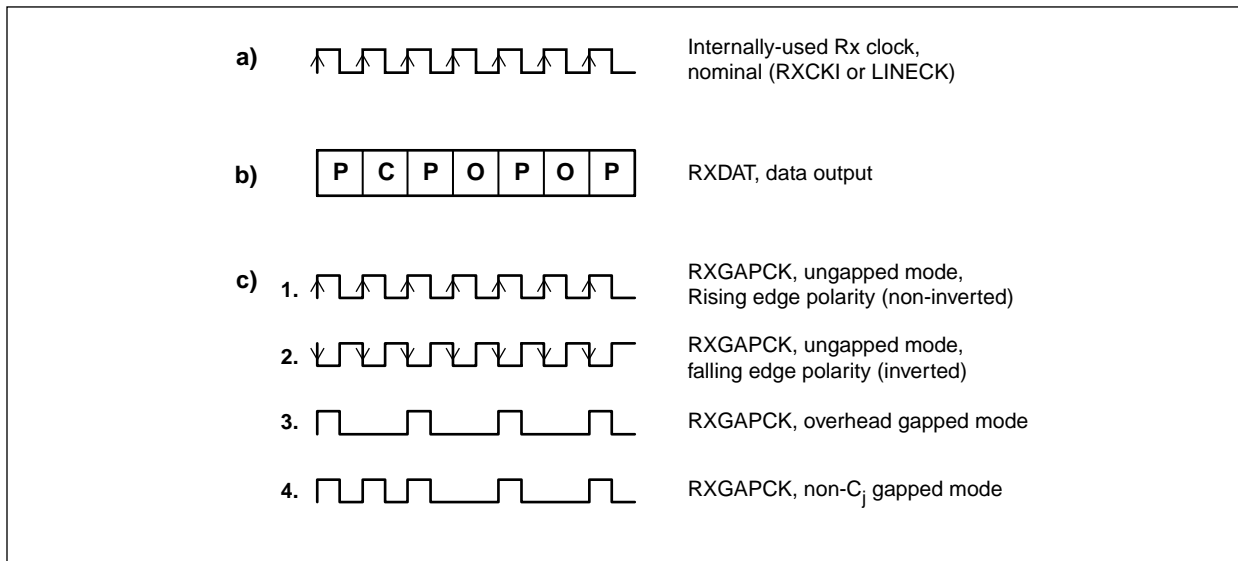 a)
Internally-used Rx clock,
nominal (RXCKI or LINECK)
b)
P C P O P O P
RXDAT, data output
c)
1.
RXGAPCK, ungapped mode,
Rising edge polarity (non-inverted)
2.
RXGAPCK, ungapped mode,
falling edge polarity (inverted)
3.
RXGAPCK, overhead gapped mode
4.
RXGAPCK, non-Cj gapped mode